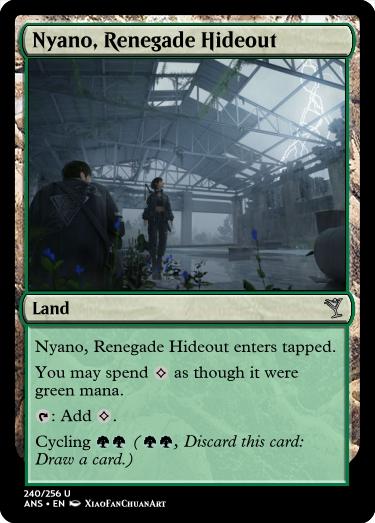 Nyano, Renegade Hideout
Land
Nyano, Renegade Hideout enters tapped.
You may spend as though it were
green mana.
: Add .
Cycling ( , Discard this card:
Draw a card.)
240/256 U
ANS • EN XiaoFanChuanArt